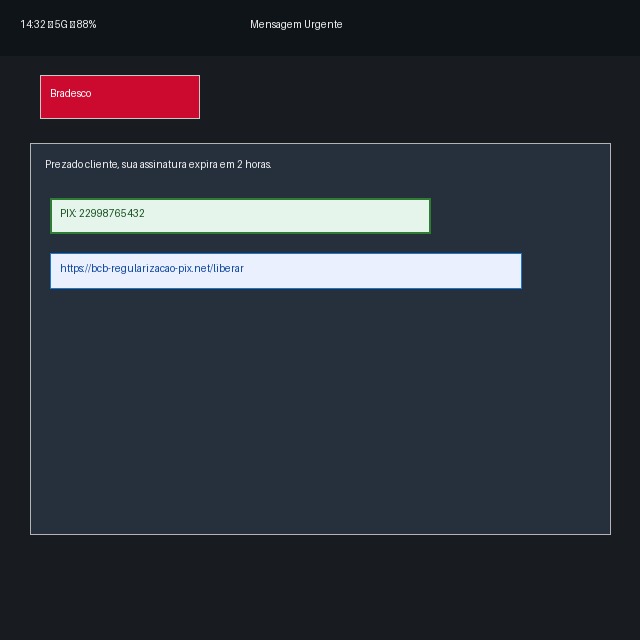 14:32 5G 88%
Mensagem Urgente
Bradesco
Prezado cliente, sua assinatura expira em 2 horas.
PIX: 22998765432
https://bcb-regularizacao-pix.net/liberar